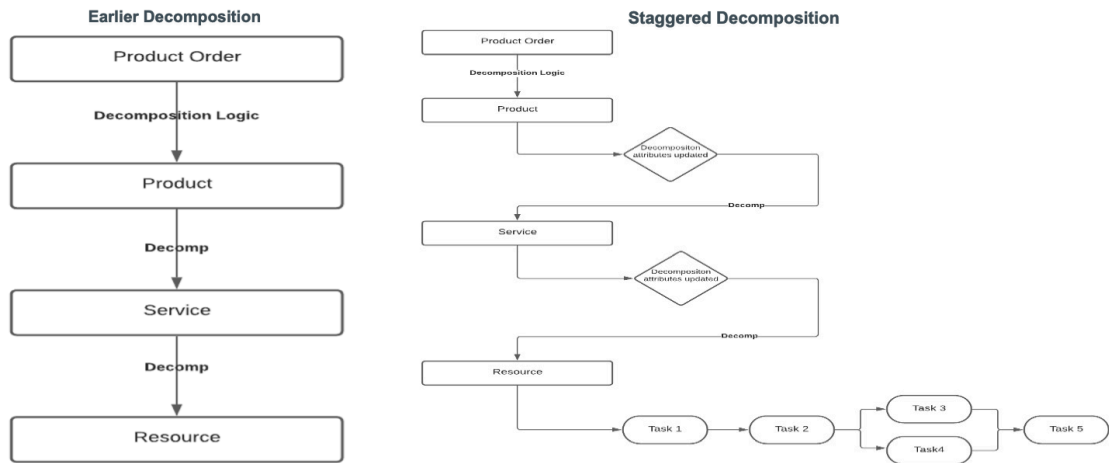 Earlier Decomposition
Product Order
Decomposition Logic
Product
Decomp
Service
Decomp
Resource
Staggered Decomposition
Product Order
Decomposition Logic
Product
Decompositon
attributes updated
Decomp
Service
Decompositon
attributes updated
Decomp
Resource
Task 1
Task 2
Task 3
Task4
Task 5